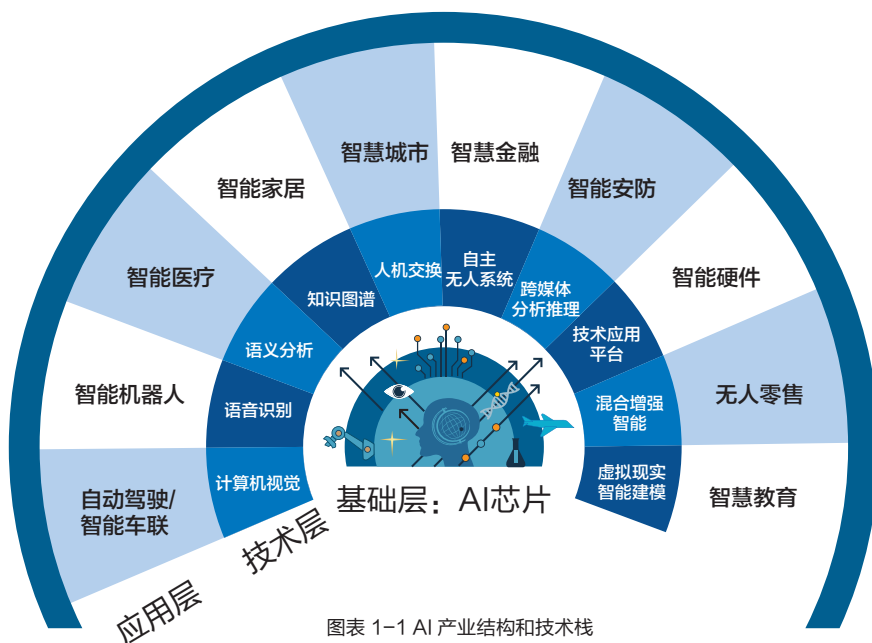 智慧城市
智慧金融
智能家居
智能安防
智能医疗
智能硬件
智能机器人
无人零售
自动驾驶/
智能车联
智慧教育
人机交换
自主
无人系统
知识图谱
跨媒体
分析推理
语义分析
技术应用
平台
语音识别
混合增强
智能
计算机视觉
虚拟现实
智能建模
基础层：AI芯片
技术层
应用层
图表 1-1 AI 产业结构和技术栈